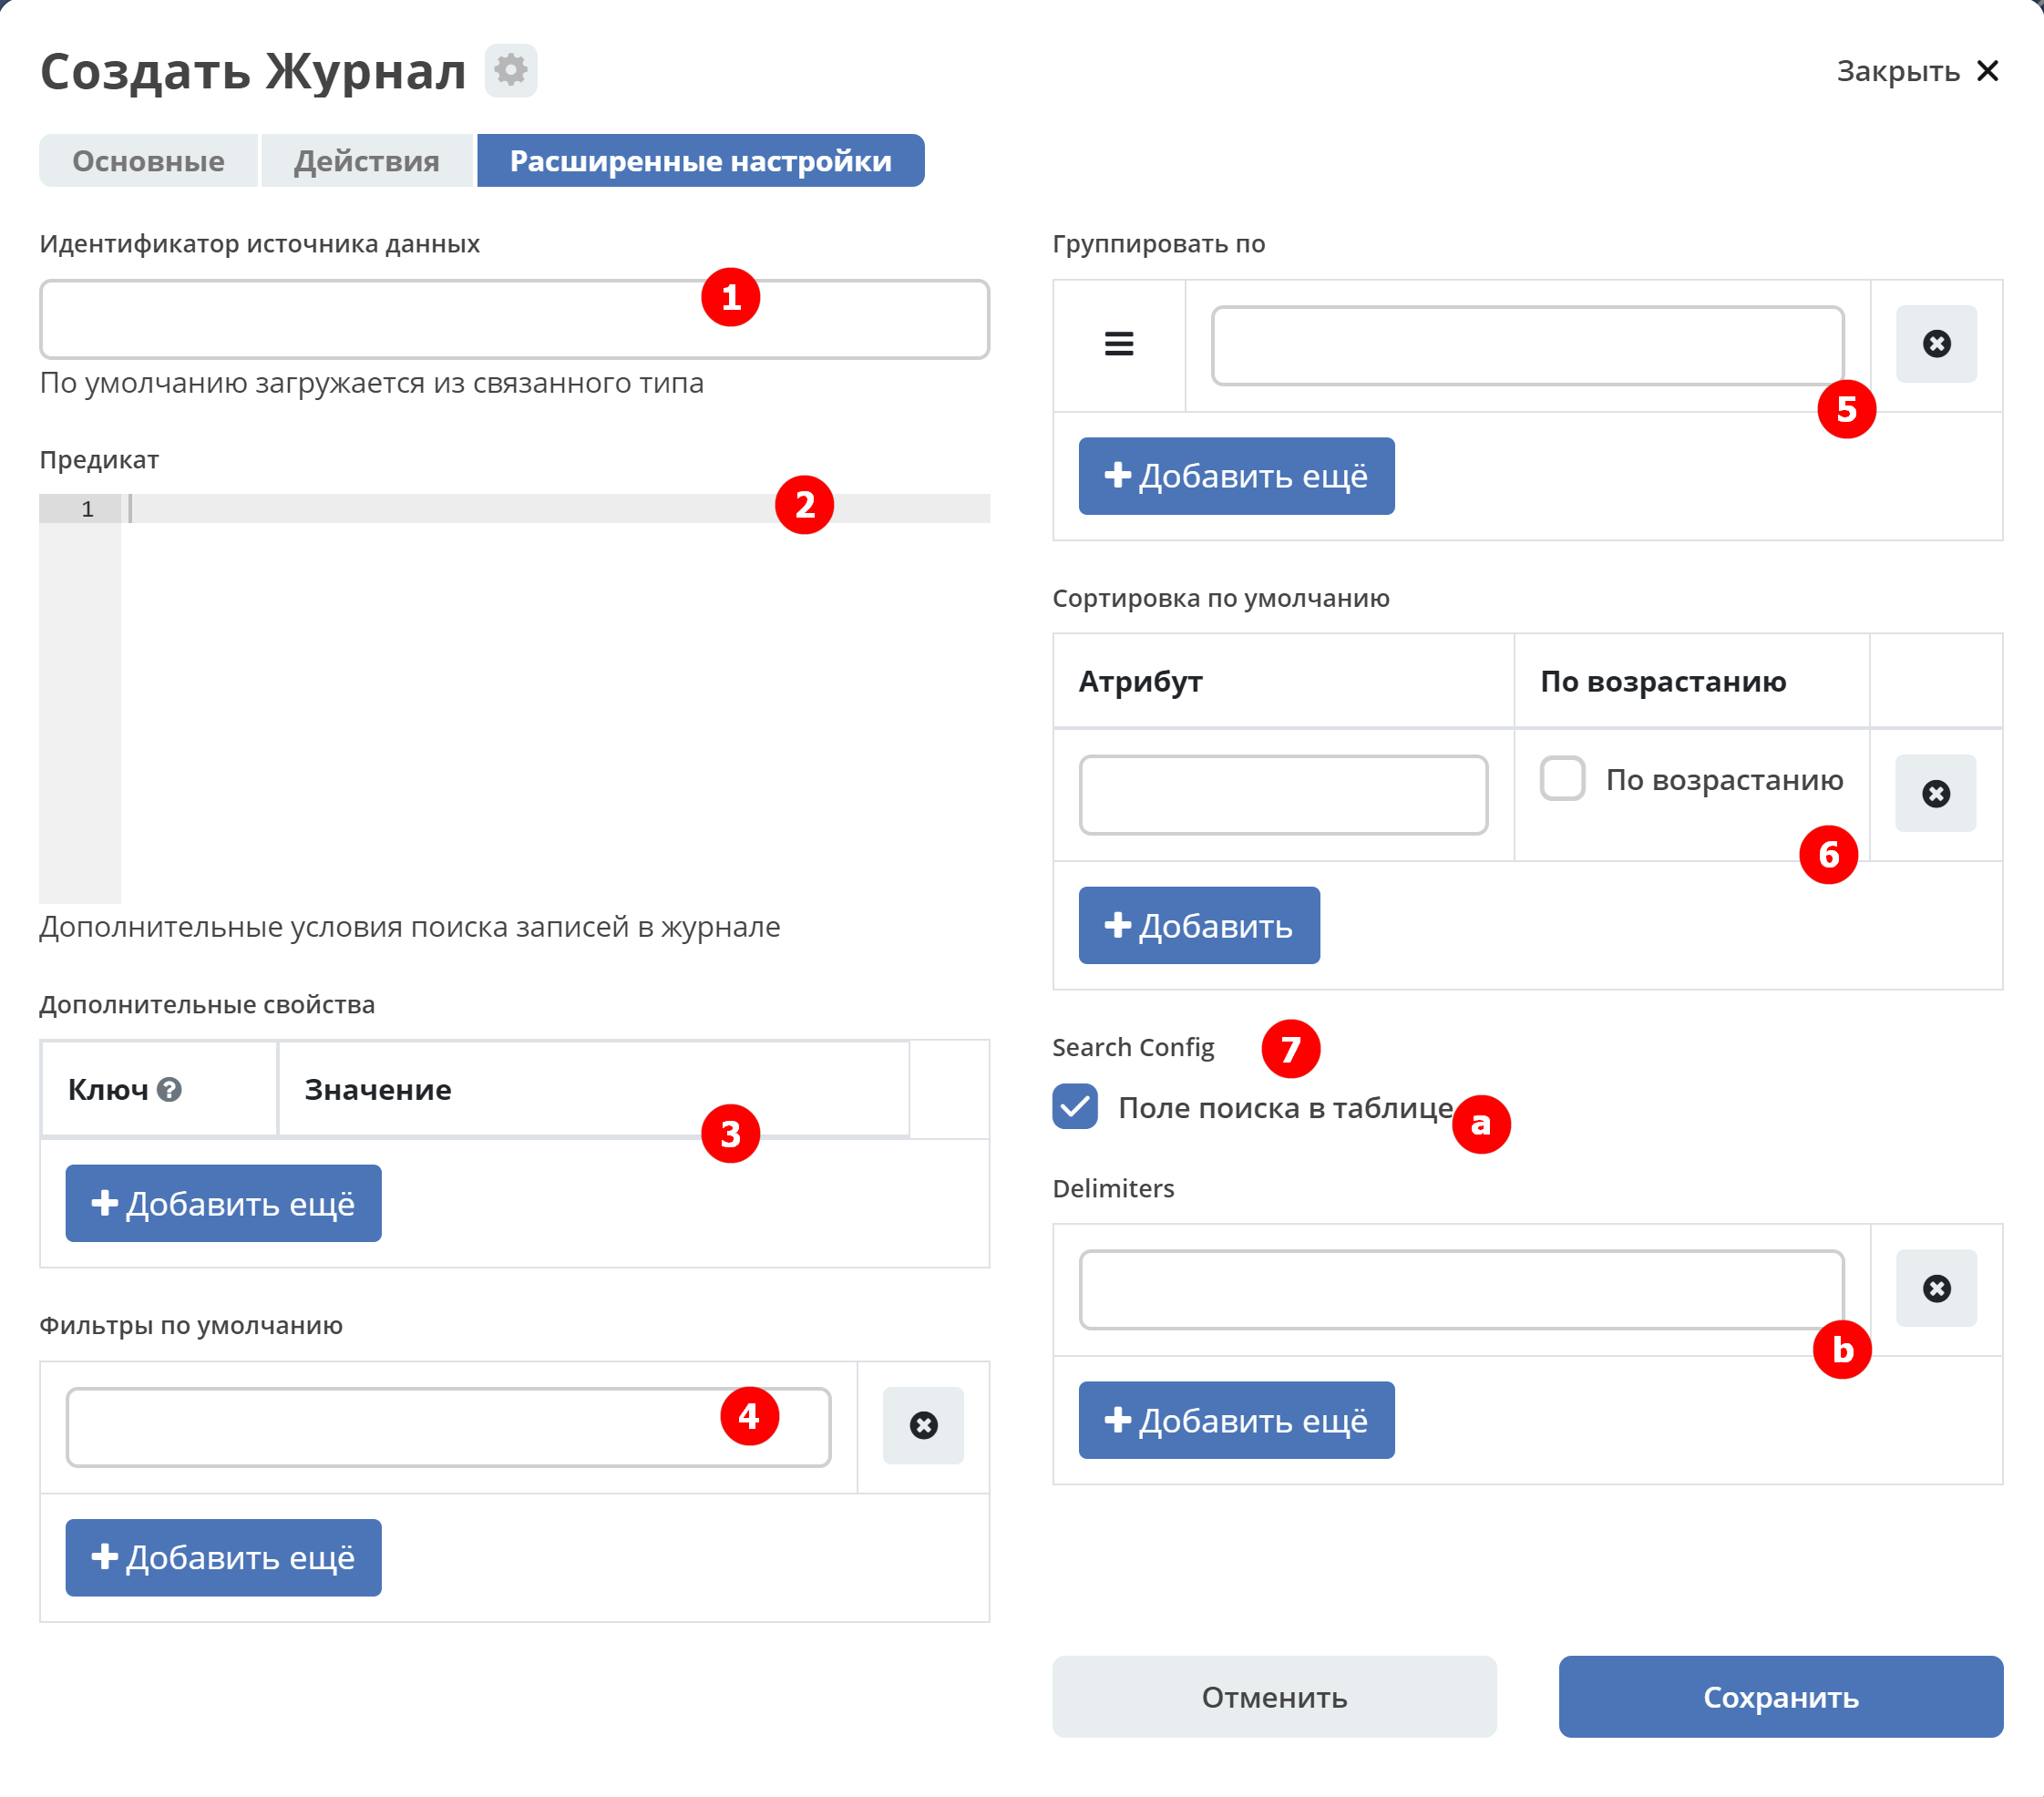 Создать Журнал
Закрыть
Основные
Действия
Расширенные настройки
Идентификатор источника данных
1
По умолчанию загружается из связанного типа
Предикат
1
2
Дополнительные условия поиска записей в журнале
Дополнительные свойства
Ключ
Значение
3
Добавить ещё
Фильтры по умолчанию
4
Добавить ещё
Группировать по
5
Добавить ещё
Сортировка по умолчанию
Атрибут
По возрастанию
По возрастанию
6
Добавить
Search Config
7
Поле поиска в таблице
a
Delimiters
b
Добавить ещё
Отменить
Сохранить